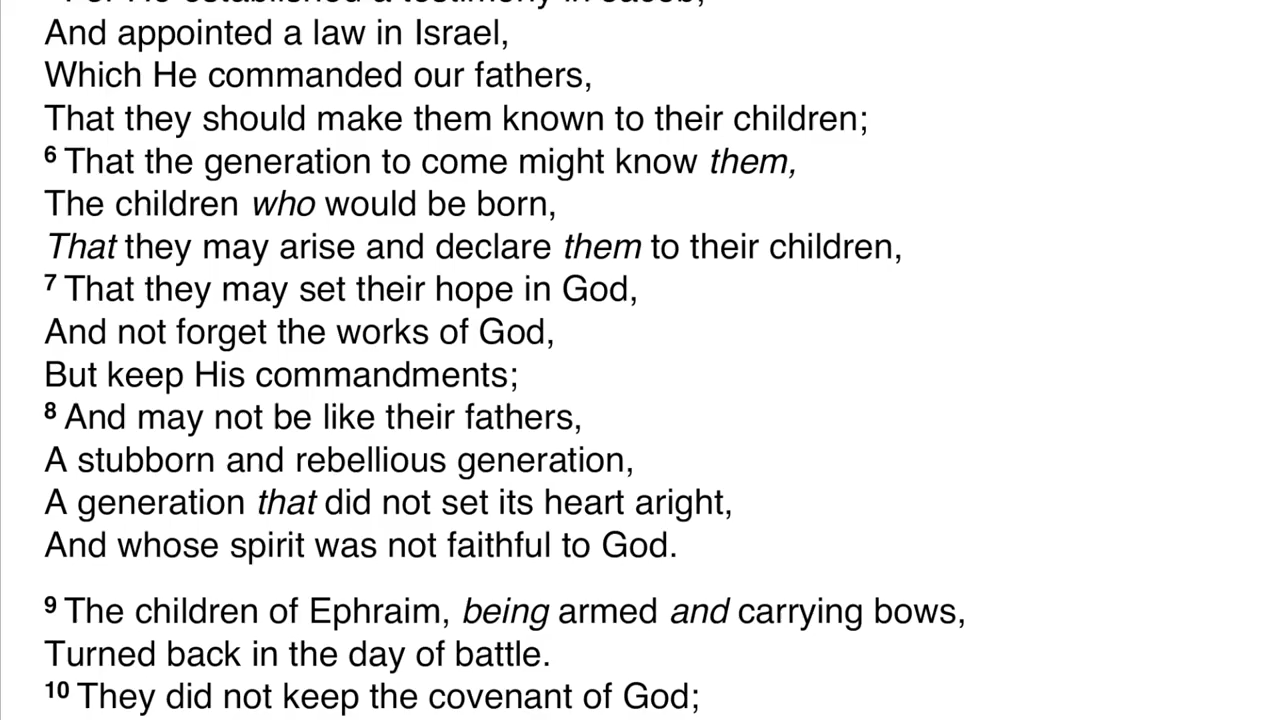 For He established a testimony in Jacob,
And appointed a law in Israel,
Which He commanded our fathers,
That they should make them known to their children;
6 That the generation to come might know them,
The children who would be born,
That they may arise and declare them to their children,
7 That they may set their hope in God,
And not forget the works of God,
But keep His commandments;
8 And may not be like their fathers,
A stubborn and rebellious generation,
A generation that did not set its heart aright,
And whose spirit was not faithful to God.
9 The children of Ephraim, being armed and carrying bows,
Turned back in the day of battle.
10 They did not keep the covenant of God;